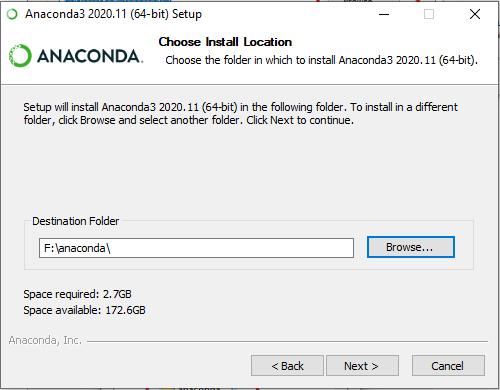 Anaconda3 2020.11 (64-bit) Setup
ANACONDA.
Choose Install Location
Choose the folder in which to install Anaconda3 2020.11 (64-bit).
Setup will install Anaconda3 2020.11 (64-bit) in the following folder. To install in a different
folder, click Browse and select another folder. Click Next to continue.
Destination Folder
F:\anaconda\
Browse...
Space required: 2.7GB
Space available: 172.6GB
Anaconda, Inc.
< Back
Next >
Cancel